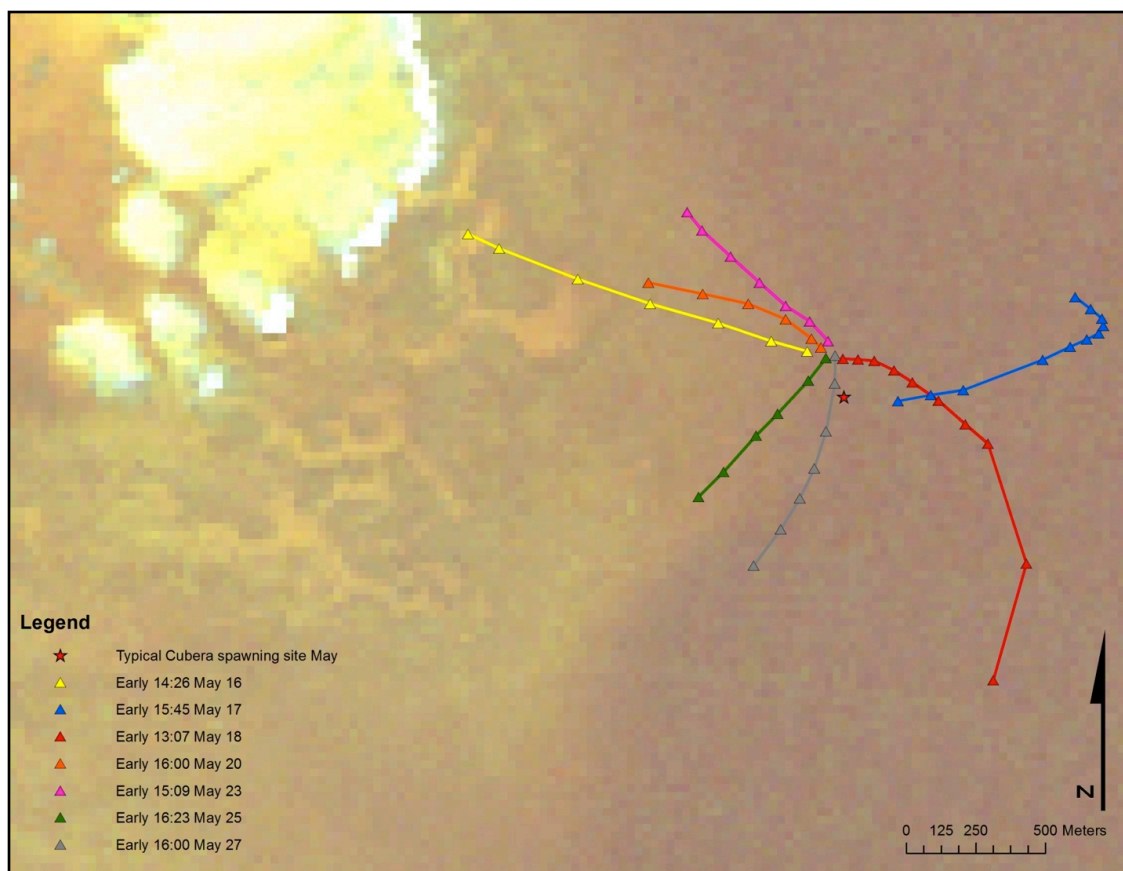 Legend
Typical Cubera spawning site May
Early 14:26 May 16
Early 15:45 May 17
Early 13:07 May 18
Early 16:00 May 20
Early 15:09 May 23
Early 16:23 May 25
Early 16:00 May 27
N
0 125 250 500 Meters